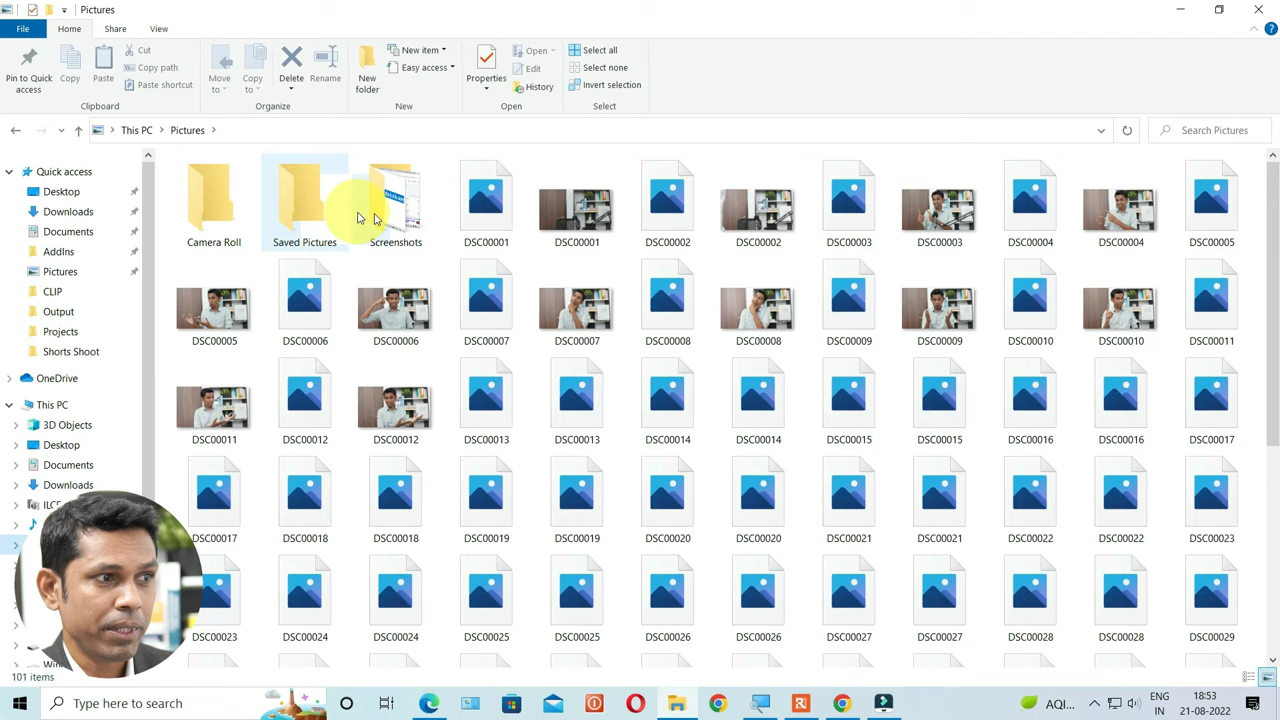 Pictures
File
Home
Share
View
Pin to Quick access
Copy
Paste
Cut
Copy path
Paste shortcut
Clipboard
Move to
Copy to
Delete
Rename
Organize
New folder
New item
Easy access
New
Properties
Open
Edit
History
Open
Select all
Select none
Invert selection
Select
This PC
Pictures
Search Pictures
Quick access
Desktop
Downloads
Documents
AddIns
Pictures
CLIP
Output
Projects
Shorts Shoot
OneDrive
This PC
3D Objects
Desktop
Documents
Downloads
Camera Roll Saved Pictures Screenshots DSC00001 DSC00001 DSC00002 DSC00002 DSC00003 DSC00003 DSC00004 DSC00004 DSC00005
DSC00005 DSC00006 DSC00006 DSC00007 DSC00007 DSC00008 DSC00008 DSC00009 DSC00009 DSC00010 DSC00010 DSC00011
DSC00011 DSC00012 DSC00012 DSC00013 DSC00013 DSC00014 DSC00014 DSC00015 DSC00015 DSC00016 DSC00016 DSC00017
DSC00017 DSC00018 DSC00018 DSC00019 DSC00019 DSC00020 DSC00020 DSC00021 DSC00021 DSC00022 DSC00022 DSC00023
DSC00023 DSC00024 DSC00024 DSC00025 DSC00025 DSC00026 DSC00026 DSC00027 DSC00027 DSC00028 DSC00028 DSC00029
101 items
Type here to search
AQI...
ENG
IN
18:53
21-08-2022